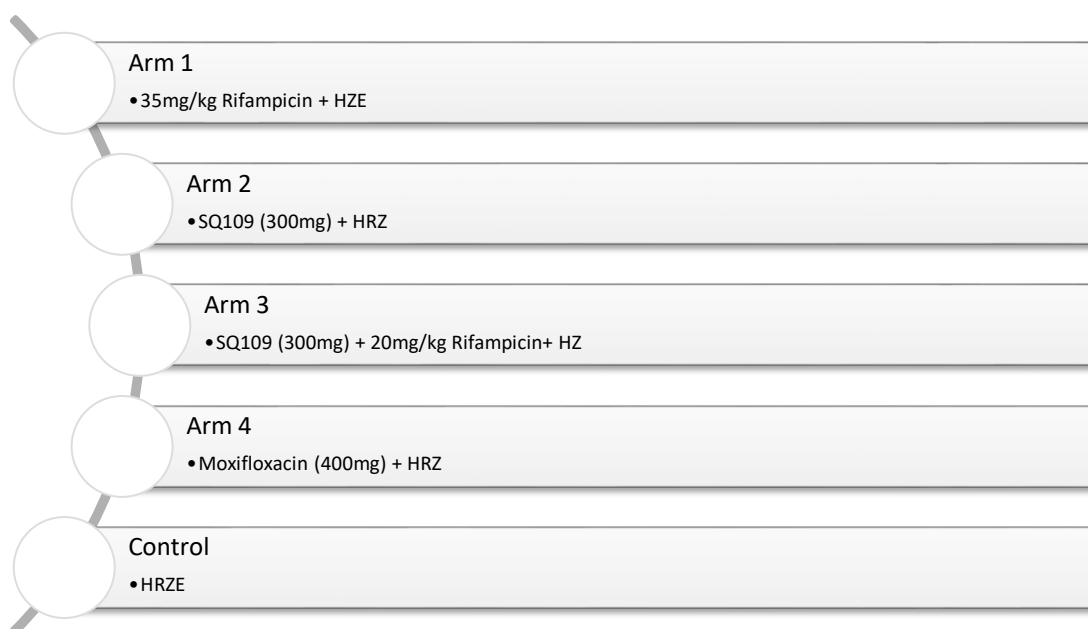 Arm 1
•35mg/kg Rifampicin + HZE
Arm 2
•SQ109 (300mg) + HRZ
Arm 3
•SQ109 (300mg) + 20mg/kg Rifampicin+ HZ
Arm 4
•Moxifloxacin (400mg) + HRZ
Control
•HRZE